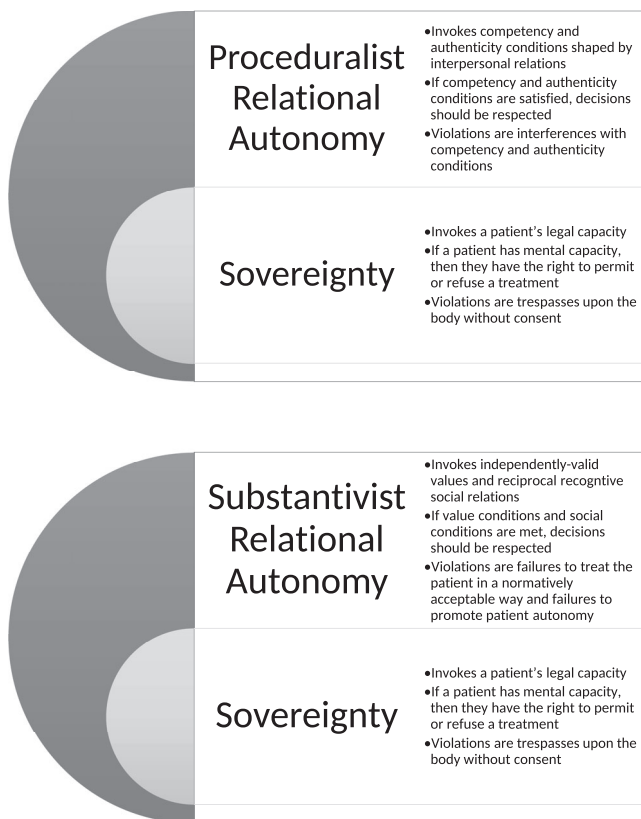 Proceduralist
Relational
Autonomy
•Invokes competency and
authenticity conditions shaped by
interpersonal relations
•If competency and authenticity
conditions are satisfied, decisions
should be respected
•Violations are interferences with
competency and authenticity
conditions
Sovereignty
•Invokes a patient’s legal capacity
•If a patient has mental capacity,
then they have the right to permit
or refuse a treatment
•Violations are trespasses upon the
body without consent
Substantivist
Relational
Autonomy
•Invokes independently-valid
values and reciprocal recogntive
social relations
•If value conditions and social
conditions are met, decisions
should be respected
•Violations are failures to treat the
patient in a normatively
acceptable way and failures to
promote patient autonomy
Sovereignty
•Invokes a patient’s legal capacity
•If a patient has mental capacity,
then they have the right to permit
or refuse a treatment
•Violations are trespasses upon the
body without consent